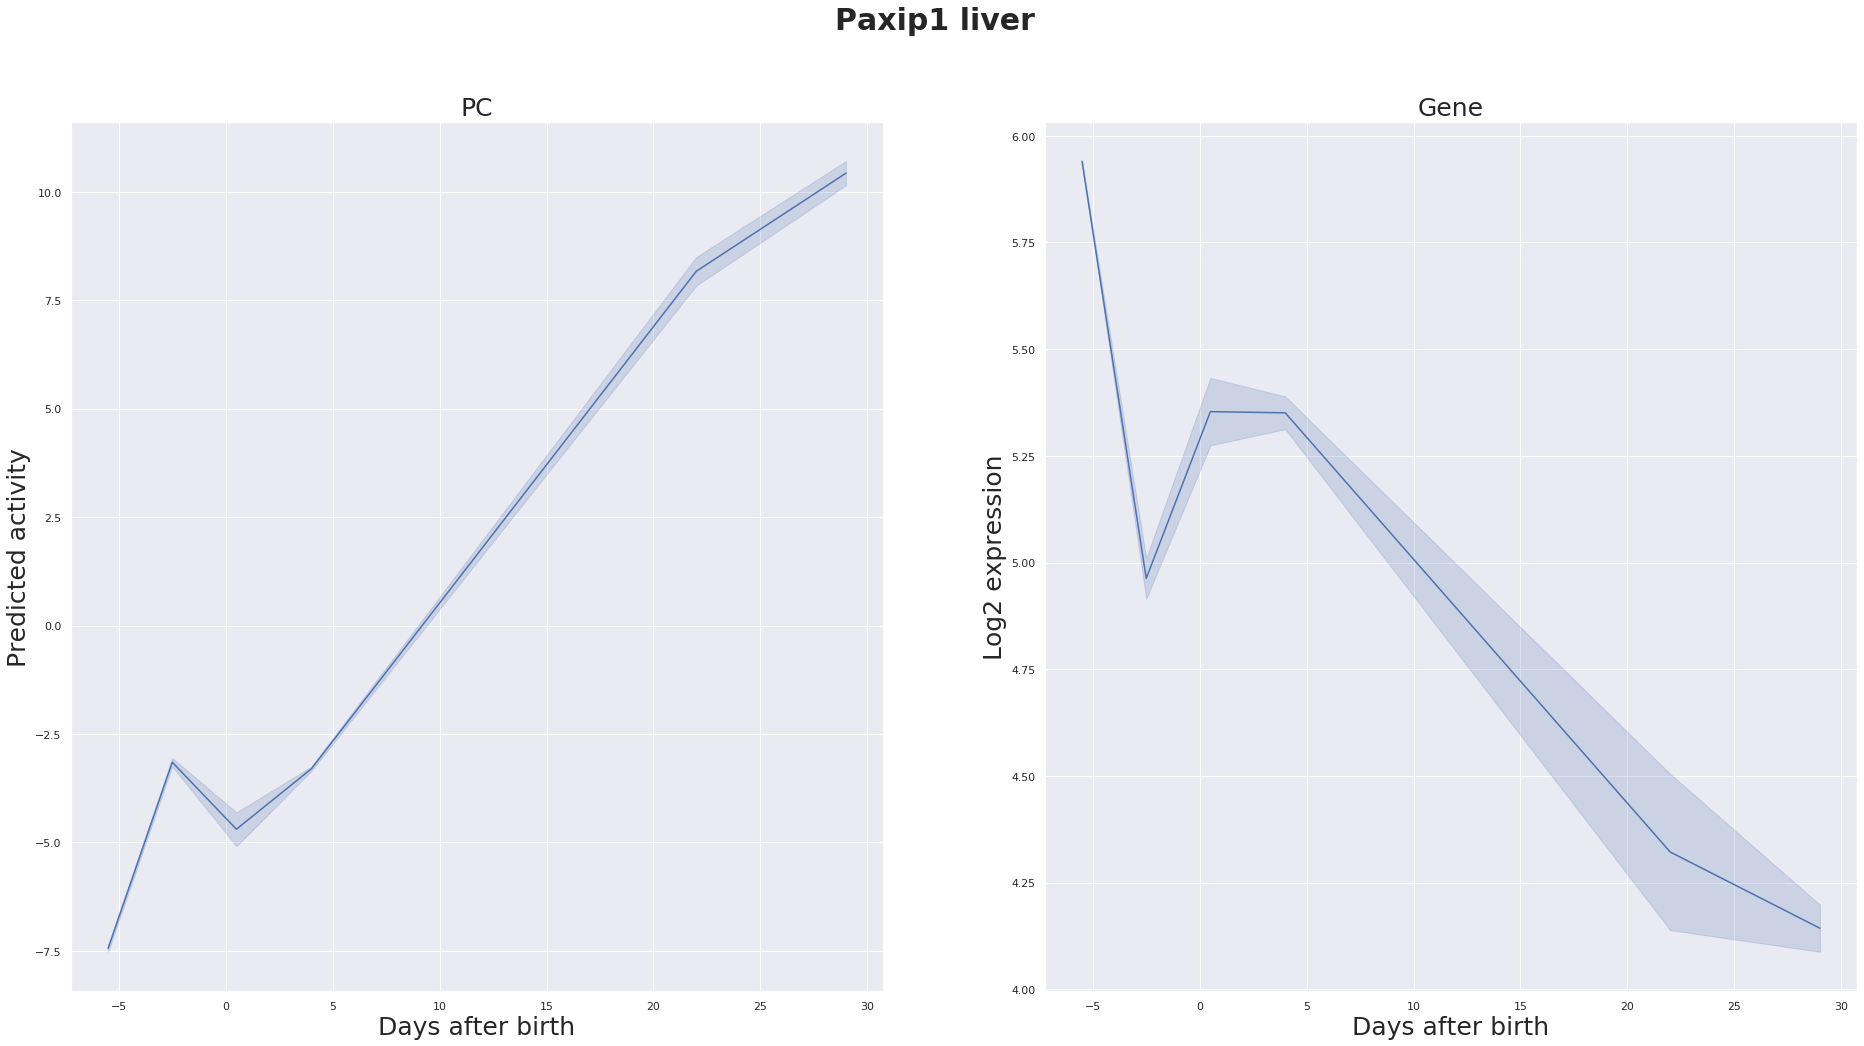 Paxip1 liver
PC
Predicted activity
10.0
7.5
5.0
2.5
0.0
−2.5
−5.0
−7.5
−5 0 5 10 15 20 25 30
Days after birth
Gene
Log2 expression
6.00
5.75
5.50
5.25
5.00
4.75
4.50
4.25
4.00
−5 0 5 10 15 20 25 30
Days after birth